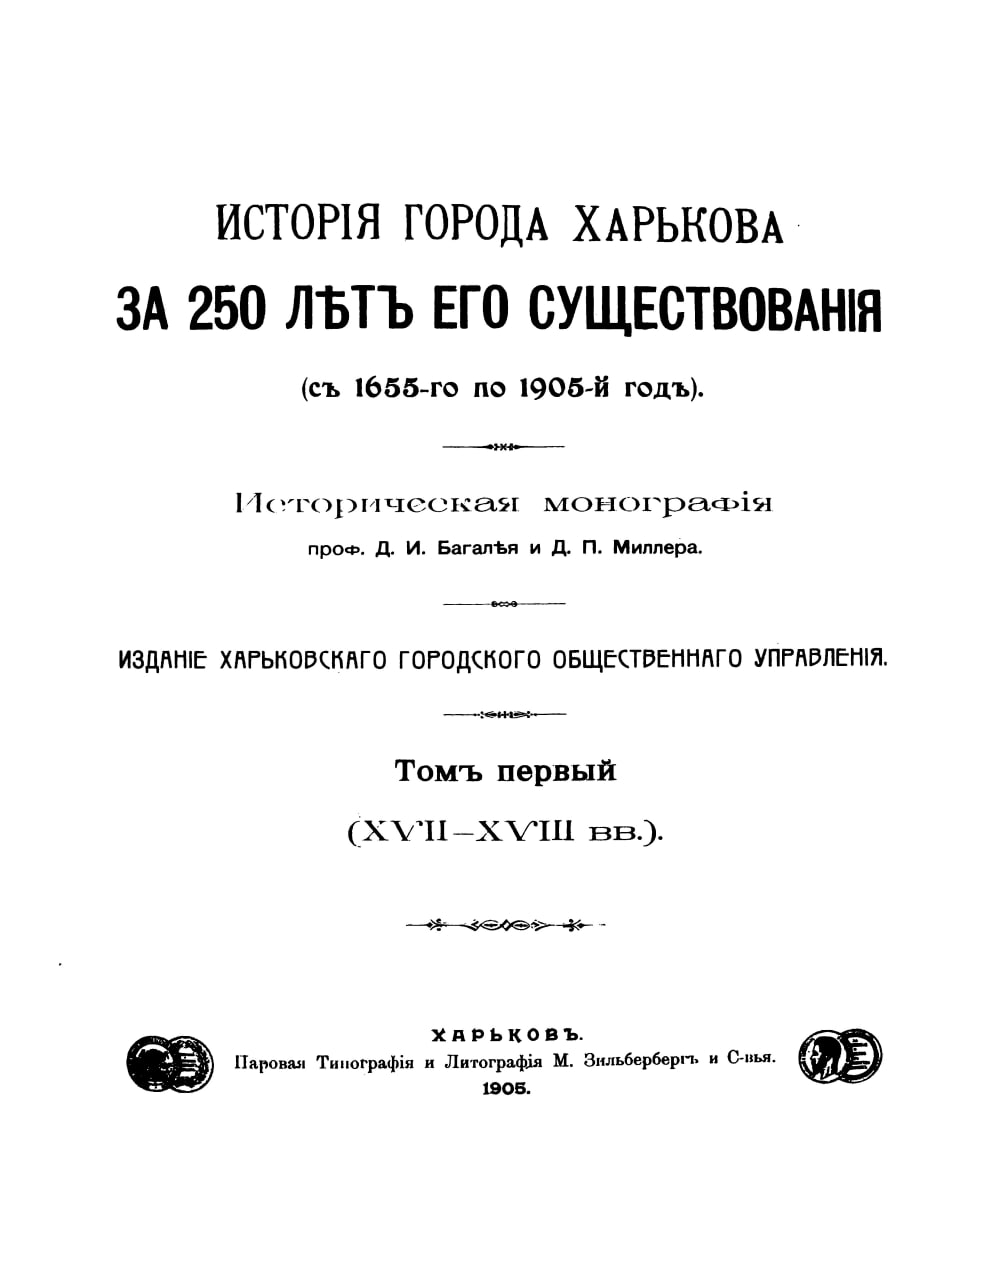 ИСТОРІЯ ГОРОДА ХАРЬКОВА
ЗА 250 ЛѢТЪ ЕГО СУЩЕСТВОВАНІЯ
(съ 1655-го по 1905-й годъ).
Историческая монографія
проф. Д. И. Багалѣя и Д. П. Миллера.
ИЗДАНІЕ ХАРЬКОВСКАГО ГОРОДСКОГО ОБЩЕСТВЕННАГО УПРАВЛЕНІЯ.
Томъ первый
(XVII—XVIII вв.).
ХАРЬКОВЪ.
Паровая Типографія и Литографія М. Зильбербергъ и С-вья.
1905.